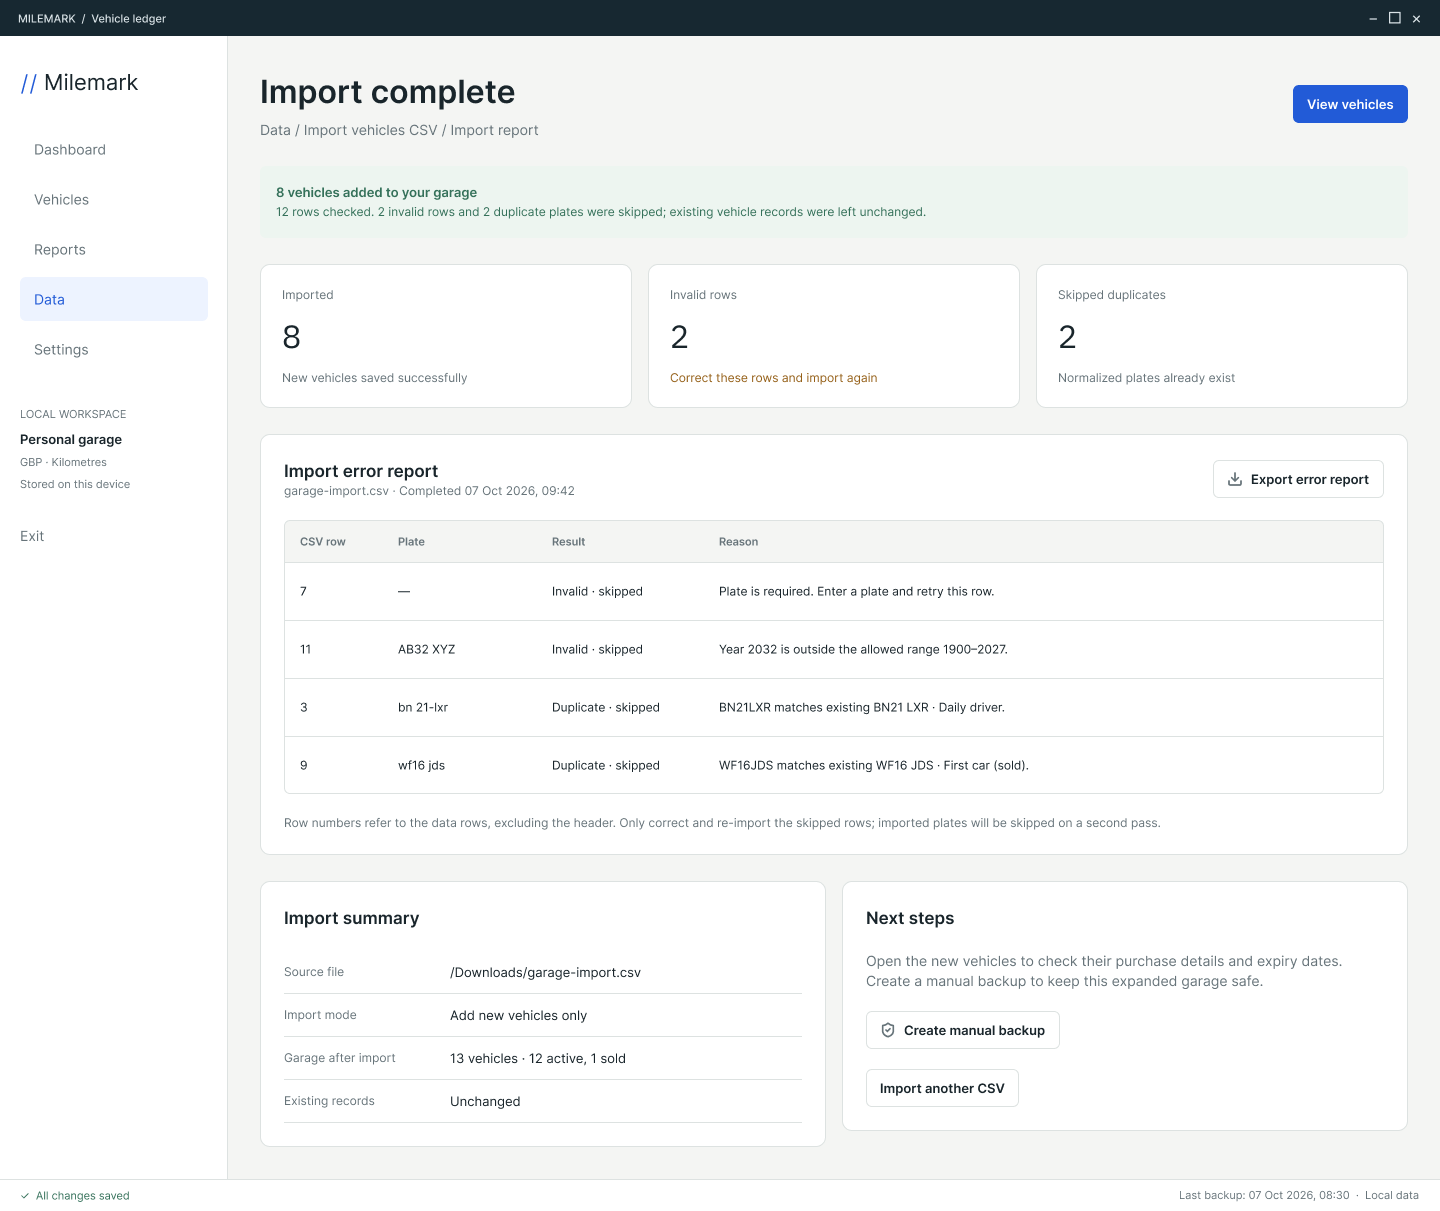 MILEMARK / Vehicle ledger
// Milemark
Dashboard
Vehicles
Reports
Data
Settings
LOCAL WORKSPACE
Personal garage
GBP · Kilometres
Stored on this device
Exit
Import complete
Data / Import vehicles CSV / Import report
View vehicles
8 vehicles added to your garage
12 rows checked. 2 invalid rows and 2 duplicate plates were skipped; existing vehicle records were left unchanged.
Imported
8
New vehicles saved successfully
Invalid rows
2
Correct these rows and import again
Skipped duplicates
2
Normalized plates already exist
Import error report
garage-import.csv · Completed 07 Oct 2026, 09:42
Export error report
CSV row Plate Result Reason
7 — Invalid · skipped Plate is required. Enter a plate and retry this row.
11 AB32 XYZ Invalid · skipped Year 2032 is outside the allowed range 1900–2027.
3 bn 21-lxr Duplicate · skipped BN21LXR matches existing BN21 LXR · Daily driver.
9 wf16 jds Duplicate · skipped WF16JDS matches existing WF16 JDS · First car (sold).
Row numbers refer to the data rows, excluding the header. Only correct and re-import the skipped rows; imported plates will be skipped on a second pass.
Import summary
Source file /Downloads/garage-import.csv
Import mode Add new vehicles only
Garage after import 13 vehicles · 12 active, 1 sold
Existing records Unchanged
Next steps
Open the new vehicles to check their purchase details and expiry dates.
Create a manual backup to keep this expanded garage safe.
Create manual backup
Import another CSV
✓ All changes saved
Last backup: 07 Oct 2026, 08:30 · Local data